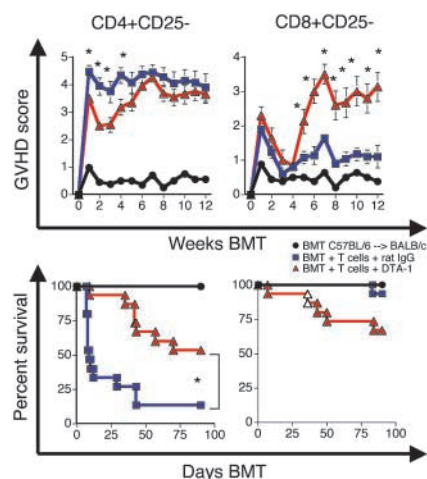 CD4+CD25- CD8+CD25-
* * * * * * * * * * *
GVHD score
5 4 3 2 1 0
4 3 2 1 0
0 2 4 6 8 10 12 0 2 4 6 8 10 12
Weeks BMT
BMT C57BL/6 --> BALB/c
BMT + T cells + rat IgG
BMT + T cells + DTA-1
Percent survival
100 75 50 25 0
100 75 50 25 0
*
0 25 50 75 100 0 25 50 75 100
Days BMT